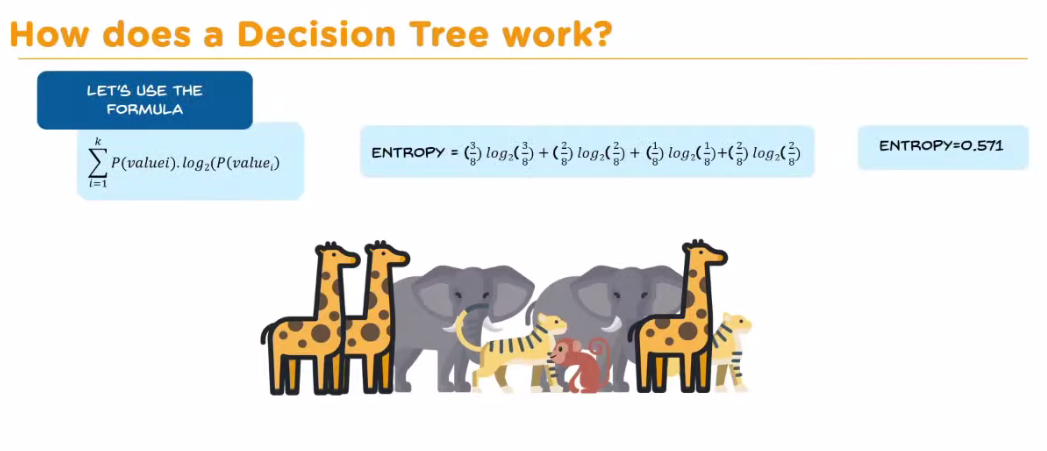 How does a Decision Tree work?
LET'S USE THE
FORMULA
\sum_{i=1}^{k} P(valuei).log_2(P(value_i)
ENTROPY = (\frac{3}{8}) log_2(\frac{3}{8}) + (\frac{2}{8}) log_2(\frac{2}{8}) + (\frac{1}{8}) log_2(\frac{1}{8})+(\frac{2}{8}) log_2(\frac{2}{8})
ENTROPY=0.571